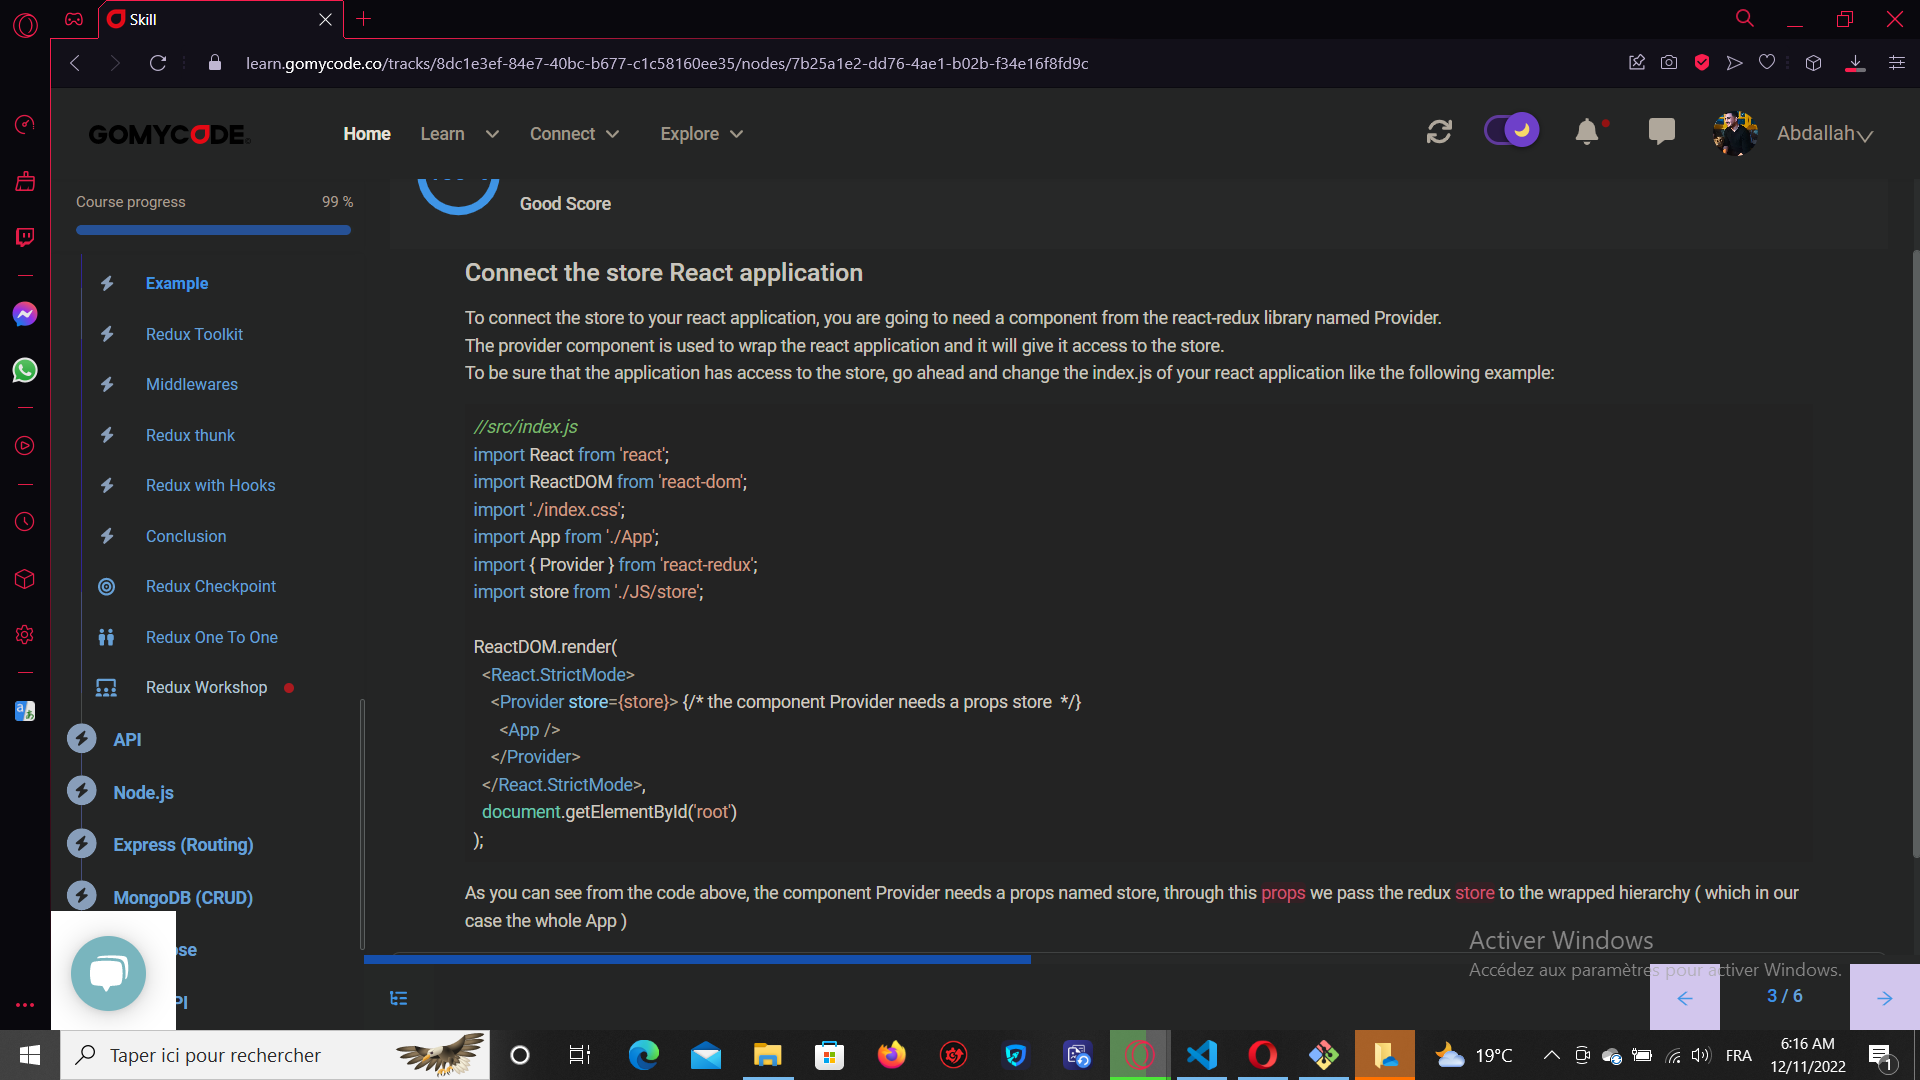 Skill
learn.gomycode.co/tracks/8dc1e3ef-84e7-40bc-b677-c1c58160ee35/nodes/7b25a1e2-dd76-4ae1-b02b-f34e16f8fd9c
GOMYCODE
Home
Learn
Connect
Explore
Abdallah
Course progress
99 %
Example
Redux Toolkit
Middlewares
Redux thunk
Redux with Hooks
Conclusion
Redux Checkpoint
Redux One To One
Redux Workshop
API
Node.js
Express (Routing)
MongoDB (CRUD)
Good Score
Connect the store React application
To connect the store to your react application, you are going to need a component from the react-redux library named Provider.
The provider component is used to wrap the react application and it will give it access to the store.
To be sure that the application has access to the store, go ahead and change the index.js of your react application like the following example:
//src/index.js
import React from 'react';
import ReactDOM from 'react-dom';
import './index.css';
import App from './App';
import { Provider } from 'react-redux';
import store from './JS/store';
ReactDOM.render(
<React.StrictMode>
<Provider store={store}> {/* the component Provider needs a props store */}
<App />
</Provider>
</React.StrictMode>,
document.getElementById('root')
);
As you can see from the code above, the component Provider needs a props named store, through this props we pass the redux store to the wrapped hierarchy ( which in our
case the whole App )
Activer Windows
Accédez aux paramètres pour activer Windows.
3 / 6
Taper ici pour rechercher
19°C
FRA
6:16 AM
12/11/2022
1